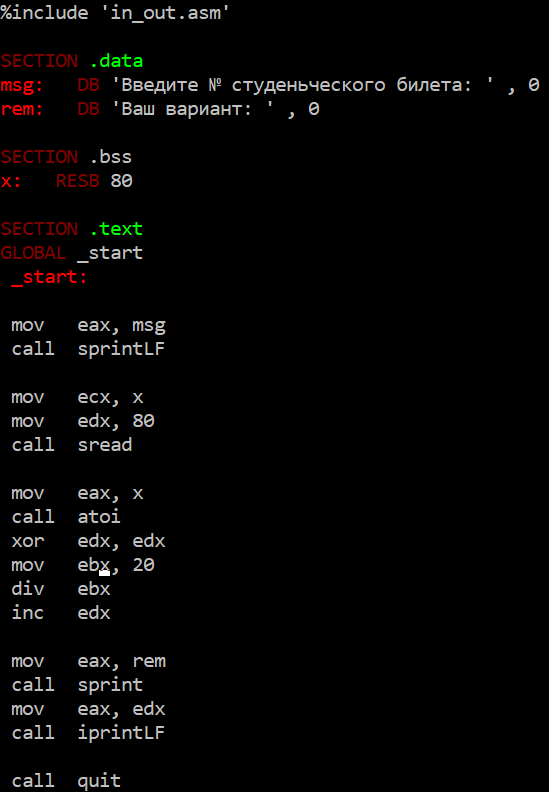 %include 'in_out.asm'
SECTION .data
msg: DB 'Введите № студеньческого билета: ' , 0
rem: DB 'Ваш вариант: ' , 0
SECTION .bss
x: RESB 80
SECTION .text
GLOBAL _start
_start:
mov eax, msg
call sprintLF
mov ecx, x
mov edx, 80
call sread
mov eax, x
call atoi
xor edx, edx
mov ebx, 20
div ebx
inc edx
mov eax, rem
call sprint
mov eax, edx
call iprintLF
call quit